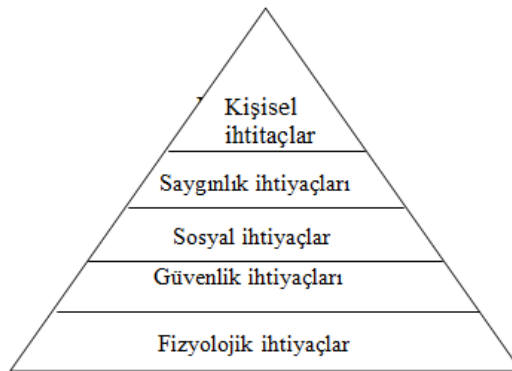 Kişisel
ihtitaçlar
Saygınlık ihtiyaçları
Sosyal ihtiyaçlar
Güvenlik ihtiyaçları
Fizyolojik ihtiyaçlar